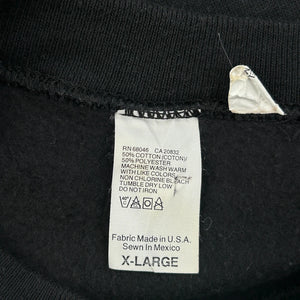 RN 68046 CA 20832
50% COTTON (COTON)/
50% POLYESTER
MACHINE WASH WARM
WITH LIKE COLORS
NON CHLORINE BLEACH
TUMBLE DRY LOW
DO NOT IRON
Fabric Made in U.S.A.
Sewn In Mexico
X-LARGE